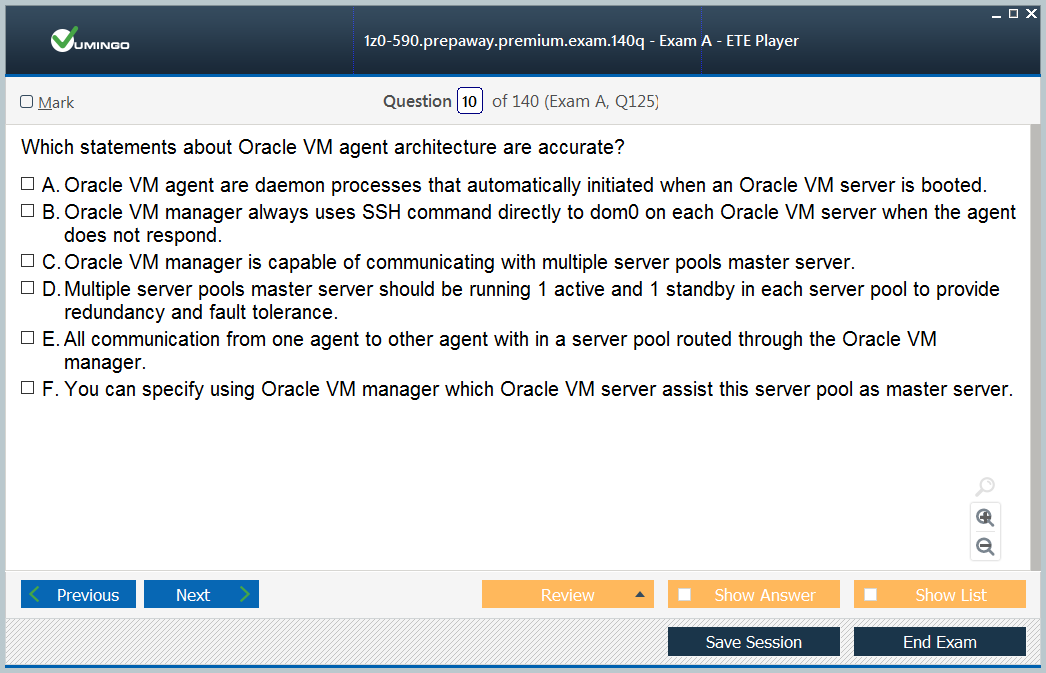 VUMINGO
1z0-590.prepaway.premium.exam.140q - Exam A - ETE Player
Mark
Question 10 of 140 (Exam A, Q125)
Which statements about Oracle VM agent architecture are accurate?
A. Oracle VM agent are daemon processes that automatically initiated when an Oracle VM server is booted.
B. Oracle VM manager always uses SSH command directly to dom0 on each Oracle VM server when the agent
does not respond.
C. Oracle VM manager is capable of communicating with multiple server pools master server.
D. Multiple server pools master server should be running 1 active and 1 standby in each server pool to provide
redundancy and fault tolerance.
E. All communication from one agent to other agent with in a server pool routed through the Oracle VM
manager.
F. You can specify using Oracle VM manager which Oracle VM server assist this server pool as master server.
Previous
Next
Review
Show Answer
Show List
Save Session
End Exam